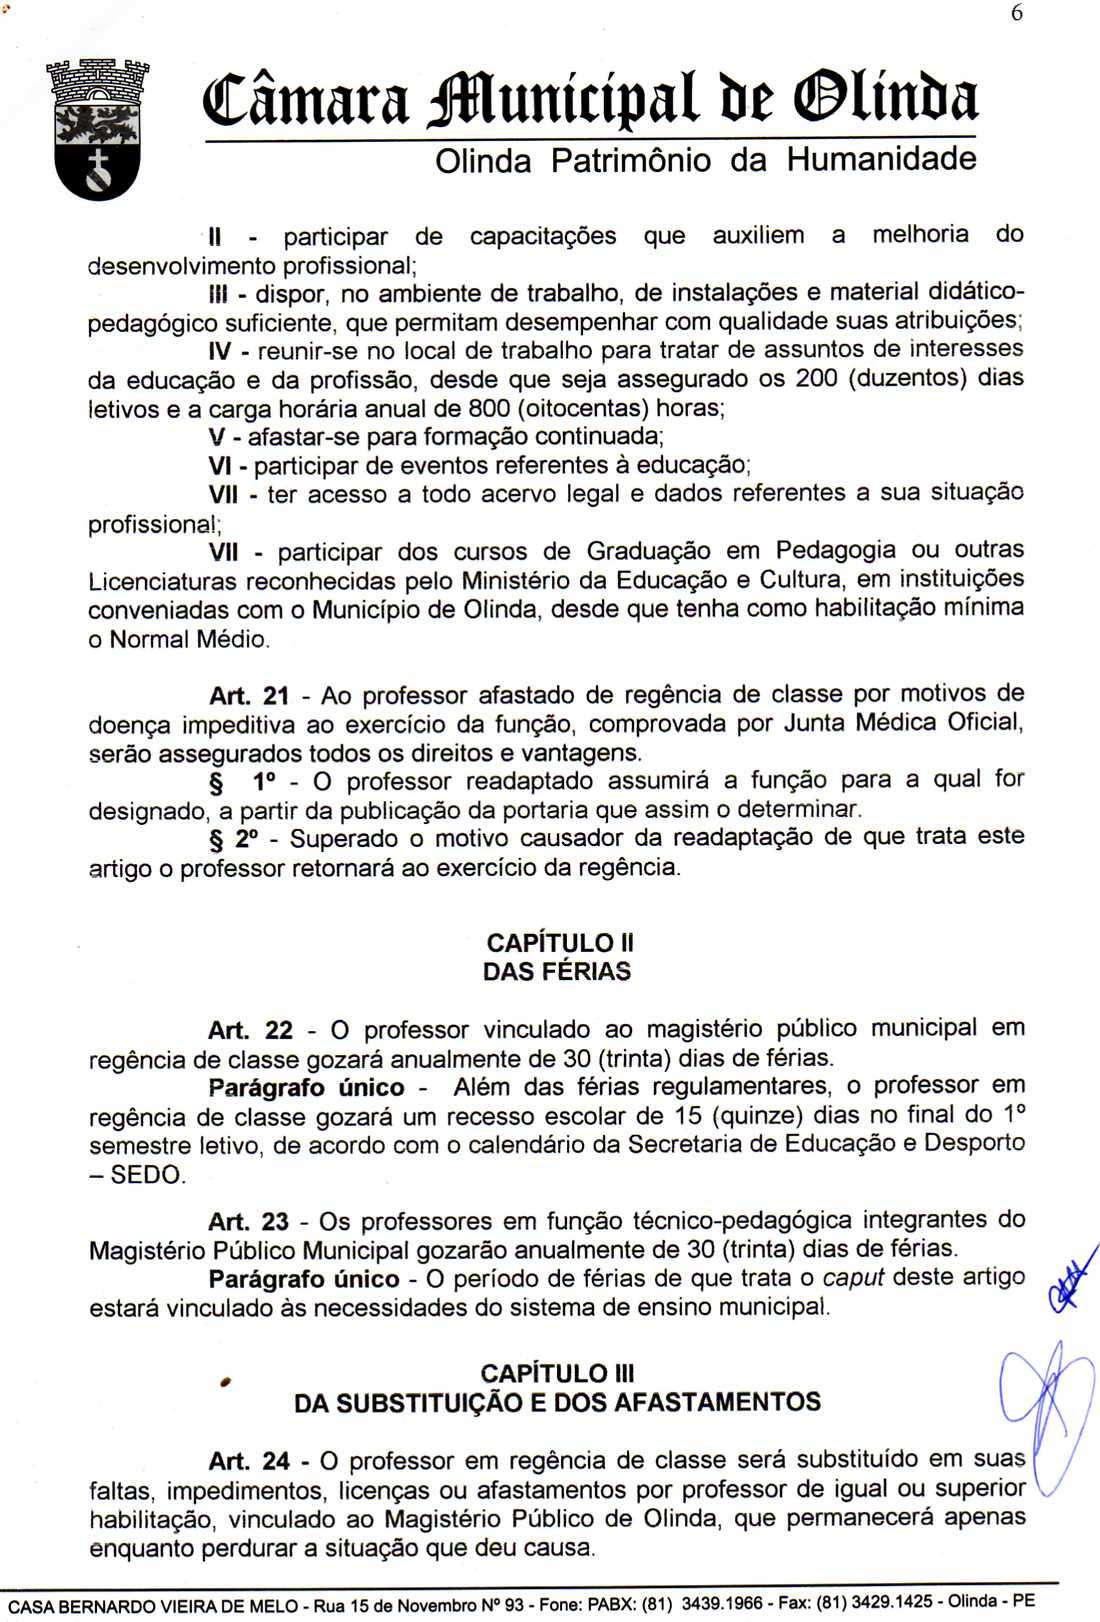 6
Câmara Municipal de Olinda
Olinda Patrimônio da Humanidade
II - participar de capacitações que auxiliem a melhoria do
desenvolvimento profissional;
III - dispor, no ambiente de trabalho, de instalações e material didático-
pedagógico suficiente, que permitam desempenhar com qualidade suas atribuições;
IV - reunir-se no local de trabalho para tratar de assuntos de interesses
da educação e da profissão, desde que seja assegurado os 200 (duzentos) dias
letivos e a carga horária anual de 800 (oitocentas) horas;
V - afastar-se para formação continuada;
VI - participar de eventos referentes à educação;
VII - ter acesso a todo acervo legal e dados referentes a sua situação
profissional;
VII - participar dos cursos de Graduação em Pedagogia ou outras
Licenciaturas reconhecidas pelo Ministério da Educação e Cultura, em instituições
conveniadas com o Município de Olinda, desde que tenha como habilitação mínima
o Normal Médio.
Art. 21 - Ao professor afastado de regência de classe por motivos de
doença impeditiva ao exercício da função, comprovada por Junta Médica Oficial,
serão assegurados todos os direitos e vantagens.
§ 1º - O professor readaptado assumirá a função para a qual for
designado, a partir da publicação da portaria que assim o determinar.
§ 2º - Superado o motivo causador da readaptação de que trata este
artigo o professor retornará ao exercício da regência.
CAPÍTULO II
DAS FÉRIAS
Art. 22 - O professor vinculado ao magistério público municipal em
regência de classe gozará anualmente de 30 (trinta) dias de férias.
Parágrafo único - Além das férias regulamentares, o professor em
regência de classe gozará um recesso escolar de 15 (quinze) dias no final do 1º
semestre letivo, de acordo com o calendário da Secretaria de Educação e Desporto
– SEDO.
Art. 23 - Os professores em função técnico-pedagógica integrantes do
Magistério Público Municipal gozarão anualmente de 30 (trinta) dias de férias.
Parágrafo único - O período de férias de que trata o caput deste artigo
estará vinculado às necessidades do sistema de ensino municipal.
CAPÍTULO III
DA SUBSTITUIÇÃO E DOS AFASTAMENTOS
Art. 24 - O professor em regência de classe será substituído em suas
faltas, impedimentos, licenças ou afastamentos por professor de igual ou superior
habilitação, vinculado ao Magistério Público de Olinda, que permanecerá apenas
enquanto perdurar a situação que deu causa.
CASA BERNARDO VIEIRA DE MELO - Rua 15 de Novembro Nº 93 - Fone: PABX: (81) 3439.1966 - Fax: (81) 3429.1425 - Olinda - PE